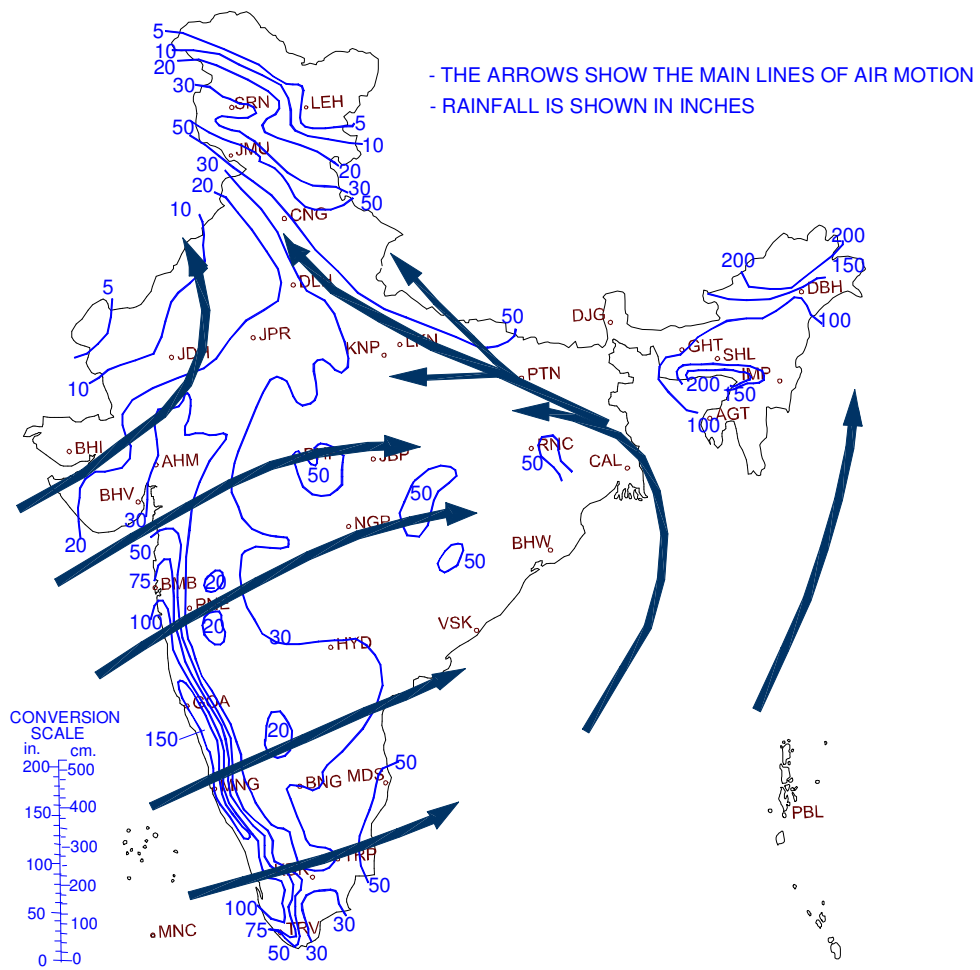 5
10
20
30
SRN
LEH
- THE ARROWS SHOW THE MAIN LINES OF AIR MOTION
- RAINFALL IS SHOWN IN INCHES
50
5
10
JMU
30
20
20
30
50
10
CNG
200
200
150
5
DLH
DBH
DJG
100
50
JPR
KNP
LKN
GHT
SHL
JDH
IMP
PTN
200
150
10
100
AGT
BHI
AHM
50
JBP
RNC
50
CAL
BHV
50
30
NGP
20
50
BHW
50
75
BMB
20
100
20
30
VSK
HYD
GOA
CONVERSION
SCALE
in. cm.
150
20
200
500
50
MNG
BNG
MDS
400
150
PBL
300
100
TRP
200
50
100
50
100
75
TRV
30
MNC
50
30
0
0